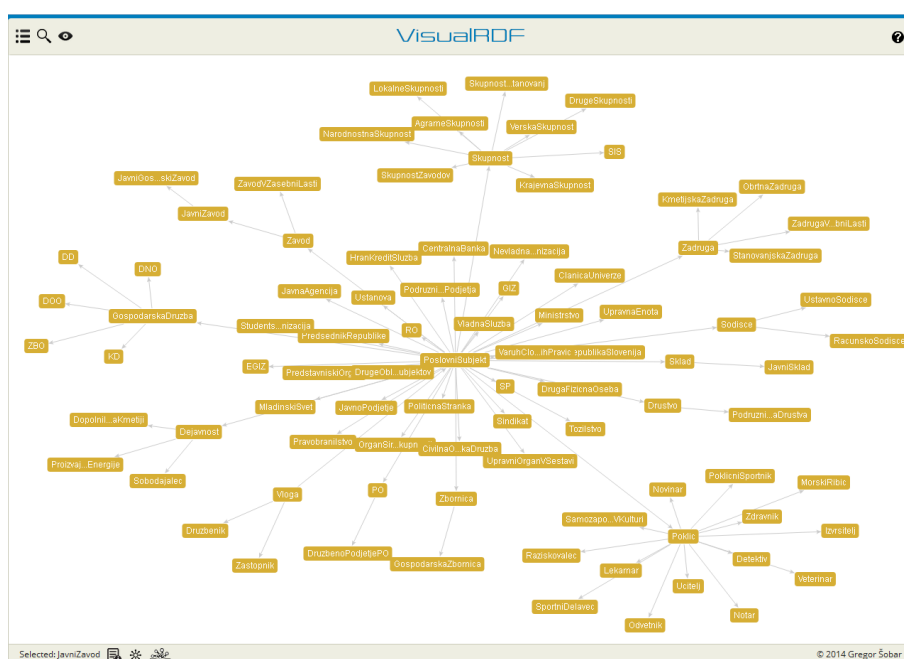 VisualRDF
LokalneSkupnosti
Skupnost...tanovanj
DrugeSkupnosti
AgrarneSkupnosti
VerskaSkupnost
NarodnostnaSkupnost
SIS
Skupnost
SkupnostZavodov
KrajevnaSkupnost
JavniGos...skiZavod
ZavodVZasebniLasti
KmetijskaZadruga
ObrtnaZadruga
JavniZavod
ZadrugaV...bniLasti
Zavod
Zadruga
CentralnaBanka
Nevladna...nizacija
HranKreditSluzba
StanovanjskaZadruga
DD
DNO
ClanicaUniverze
JavnaAgencija
Podruzni...Podjetja
GIZ
Ustanova
UstavnoSodisce
DOO
UpravnaEnota
GospodarskaDruzba
Ministrstvo
Students...nizacija
VladnaSluzba
Sodisce
RO
PredsednikRepublike
RacunskoSodisce
ZBO
KD
VaruhClo...ihPravic
epublikaSlovenija
PoslovniSubjekt
Sklad
JavniSklad
EGIZ
PredstavniskiOrg
DrugeObl...ubjektov
SP
DrugaFizicnaOseba
MladinskiSvet
JavnoPodjetje
PoliticnaStranka
Drustvo
Podruzni...aDrustva
Dopolnil...aKmetiji
Sindikat
Tozilstvo
Dejavnost
Pravobranilstvo
OrganSir...kupn
CivilnaO...kaDruzba
Proizvaj...Energije
UpravniOrganVSestavi
Sobodajalec
PoklicniSportnik
MorskiRibic
Vloga
PO
Novinar
Zbornica
Zdravnik
Samozapo...VKulturi
Druzbenik
Izvrsitelj
Poklic
DruzbenoPodjetjePO
Raziskovalec
Detektiv
GospodarskaZbornica
Zastopnik
Lekarnar
Veterinar
Ucitelj
SportniDelavec
Notar
Odvetnik
Selected: JavniZavod
© 2014 Gregor Šobar